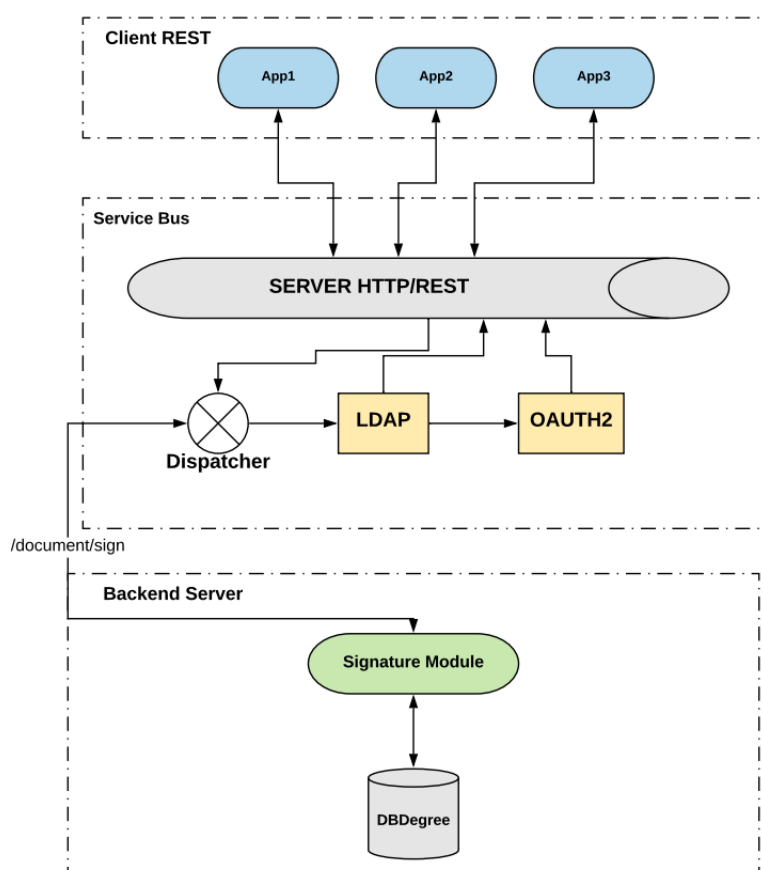 Client REST
App1
App2
App3
Service Bus
SERVER HTTP/REST
LDAP
OAUTH2
Dispatcher
/document/sign
Backend Server
Signature Module
DBDegree